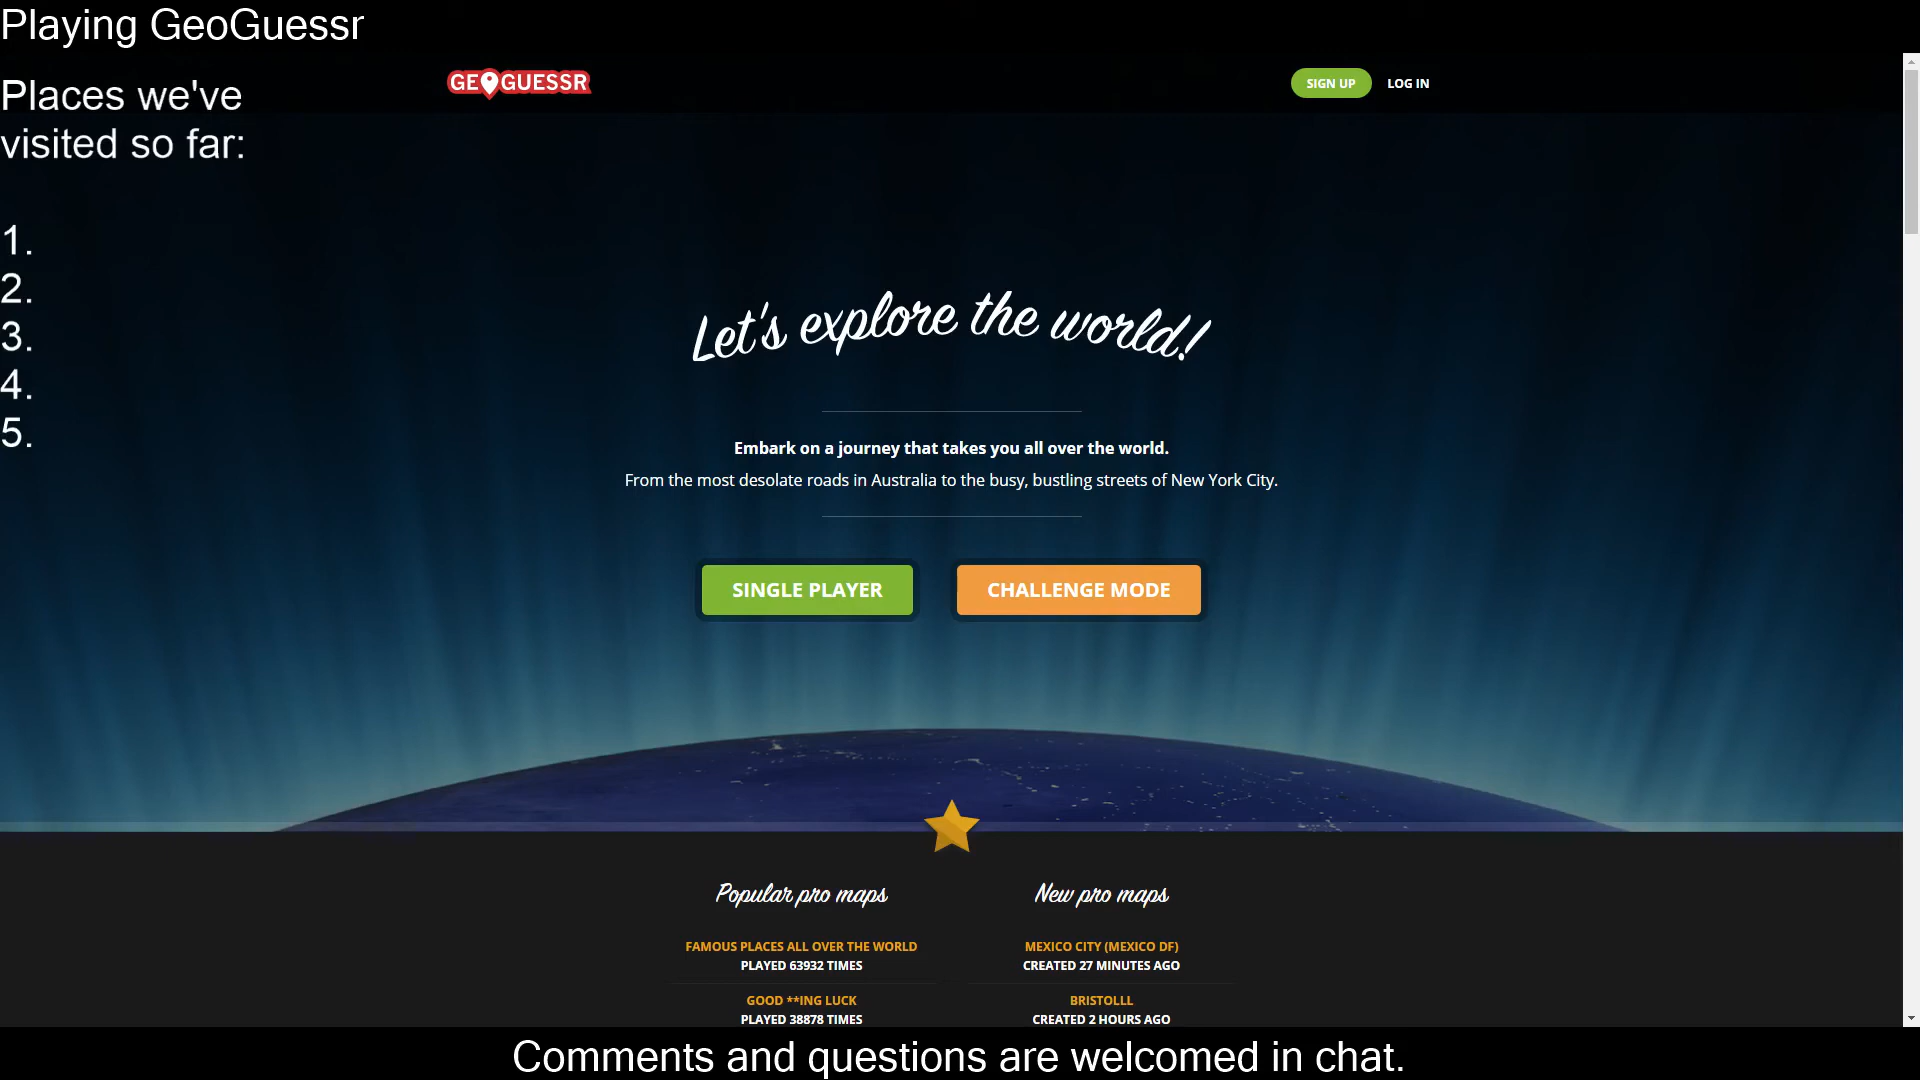 Playing GeoGuessr
GEOGUESSR
SIGN UP
LOG IN
Places we've
visited so far:
1.
2.
3.
4.
5.
Let's explore the world!
Embark on a journey that takes you all over the world.
From the most desolate roads in Australia to the busy, bustling streets of New York City.
SINGLE PLAYER
CHALLENGE MODE
Popular pro maps
FAMOUS PLACES ALL OVER THE WORLD
PLAYED 63932 TIMES
GOOD **ING LUCK
PLAYED 38878 TIMES
New pro maps
MEXICO CITY (MEXICO DF)
CREATED 27 MINUTES AGO
BRISTOLLL
CREATED 2 HOURS AGO
Comments and questions are welcomed in chat.